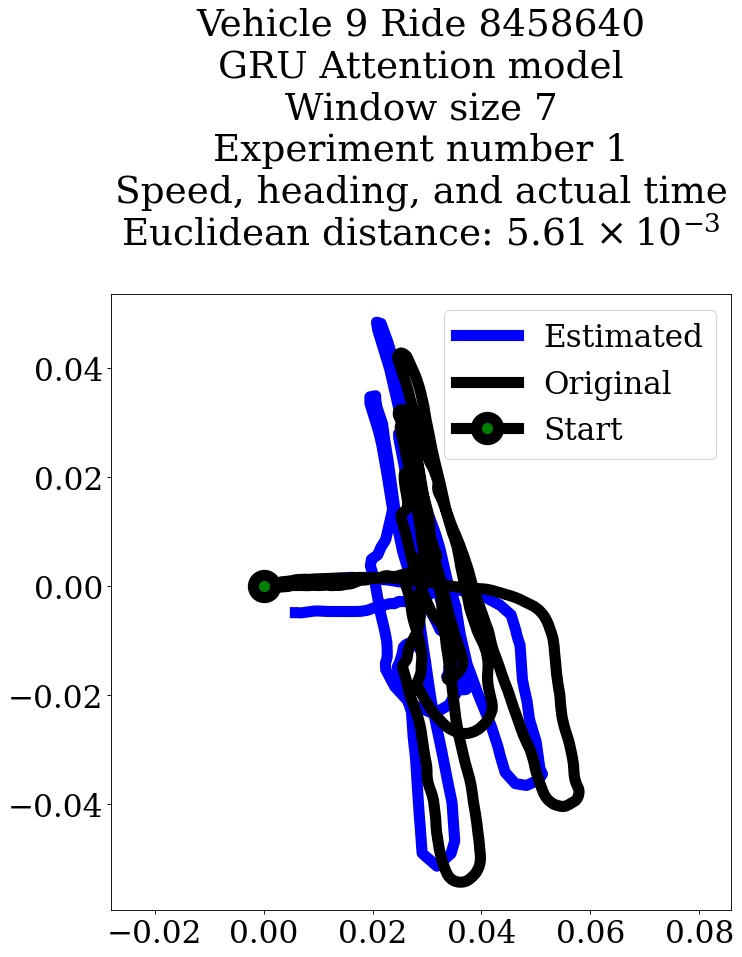 Vehicle 9 Ride 8458640
GRU Attention model
Window size 7
Experiment number 1
Speed, heading, and actual time
Euclidean distance: 5.61 × 10⁻³
Estimated
Original
Start
0.04
0.02
0.00
−0.02
−0.04
−0.02 0.00 0.02 0.04 0.06 0.08